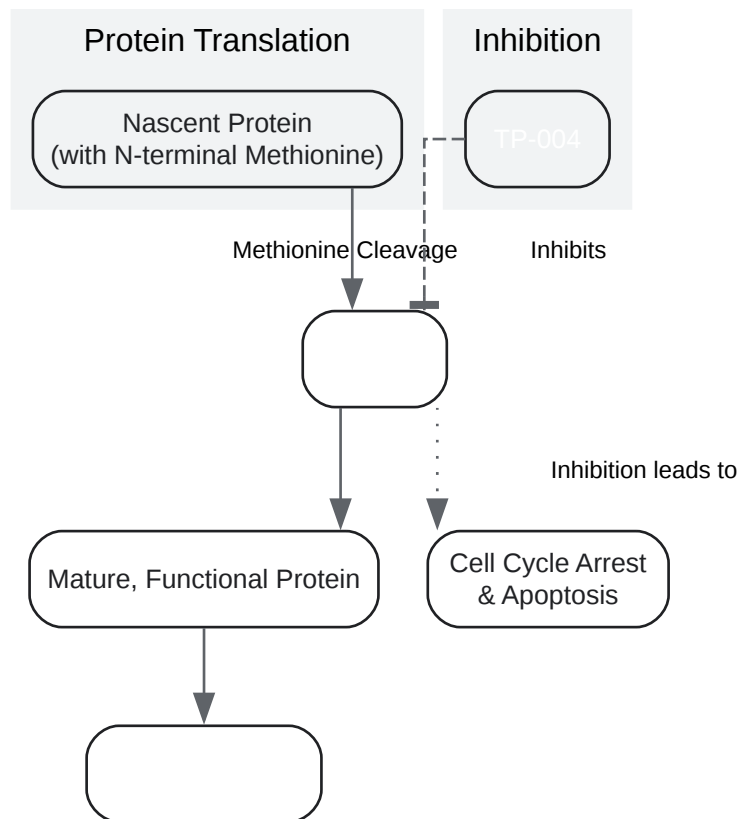 Protein Translation
Inhibition
Nascent Protein
(with N-terminal Methionine)
TP-004
Methionine Cleavage
Inhibits
Inhibition leads to
Mature, Functional Protein
Cell Cycle Arrest
& Apoptosis